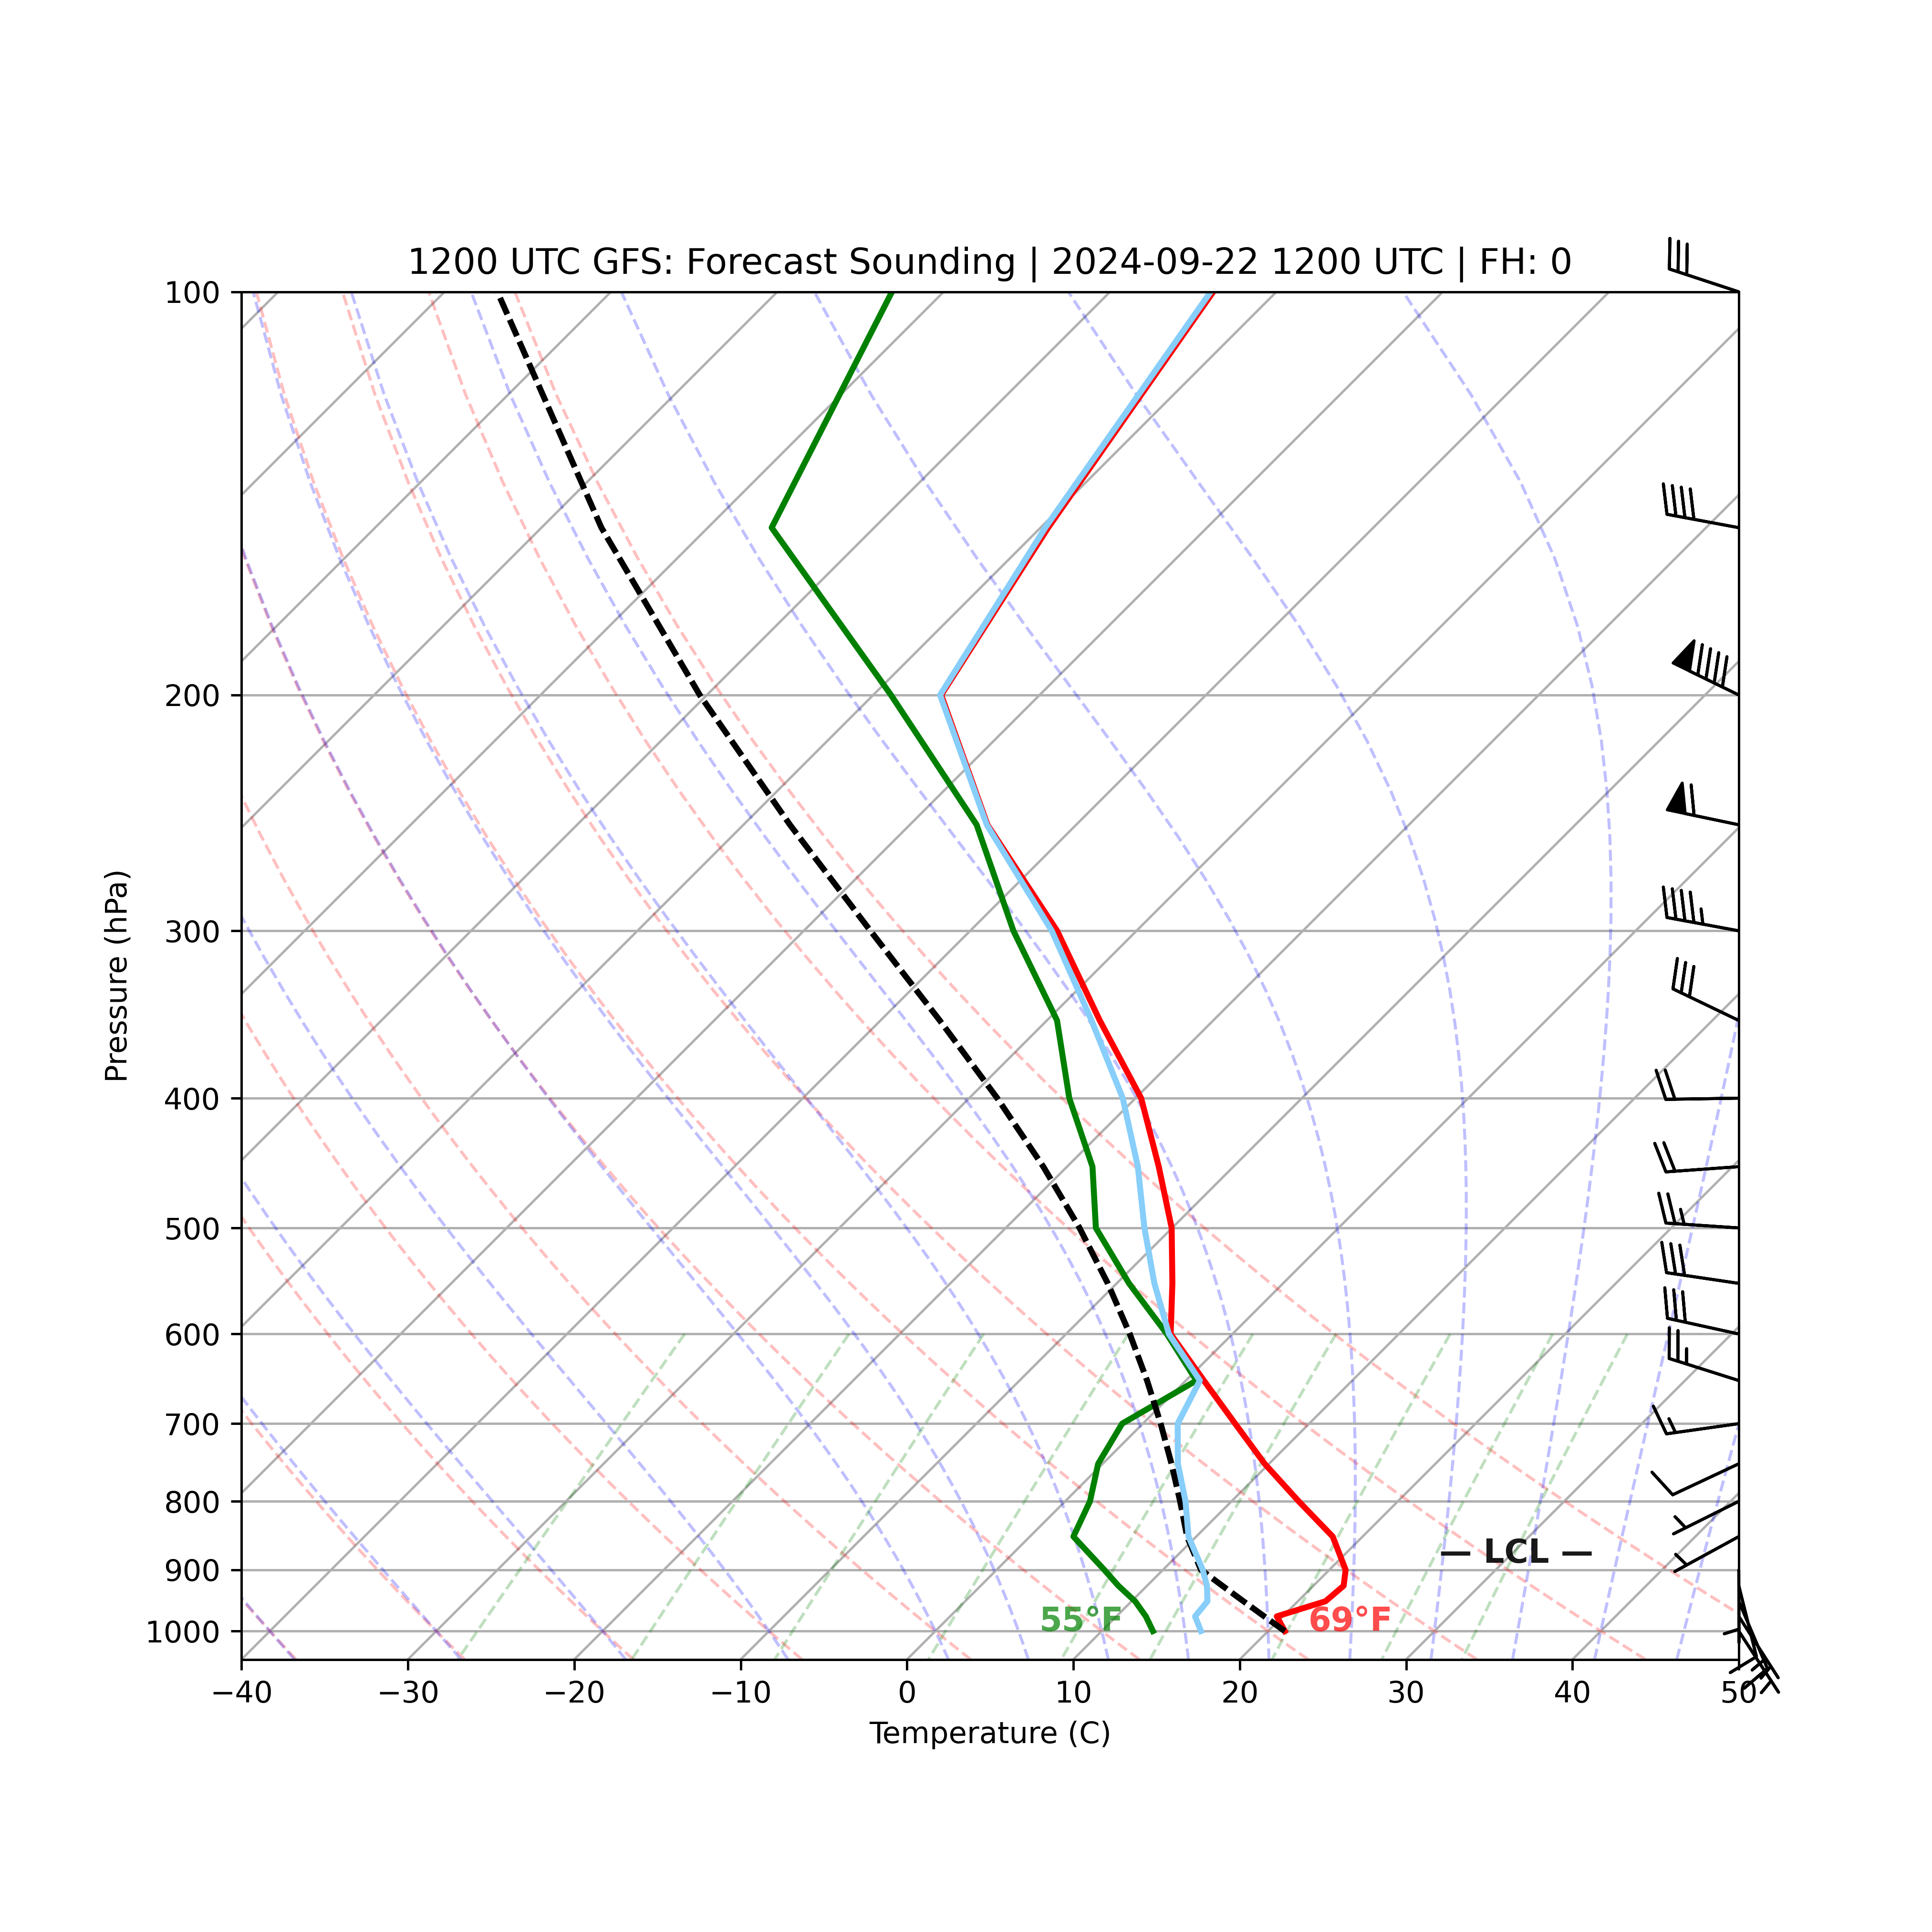 1200 UTC GFS: Forecast Sounding | 2024-09-22 1200 UTC | FH: 0
100
200
300
400
500
600
700
800
900
1000
Pressure (hPa)
— LCL —
55°F
69°F
−40 −30 −20 −10 0 10 20 30 40 50
Temperature (C)